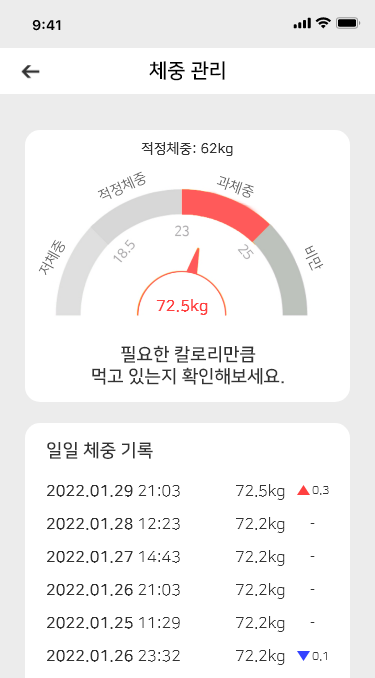 9:41
체중 관리
적정체중: 62kg
적정체중
과체중
저체중
비만
18.5
23
25
72.5kg
필요한 칼로리만큼
먹고 있는지 확인해보세요.
일일 체중 기록
2022.01.29 21:03 72.5kg ▲0.3
2022.01.28 12:23 72.2kg -
2022.01.27 14:43 72.2kg -
2022.01.26 21:03 72.2kg -
2022.01.25 11:29 72.2kg -
2022.01.26 23:32 72.2kg ▼0.1